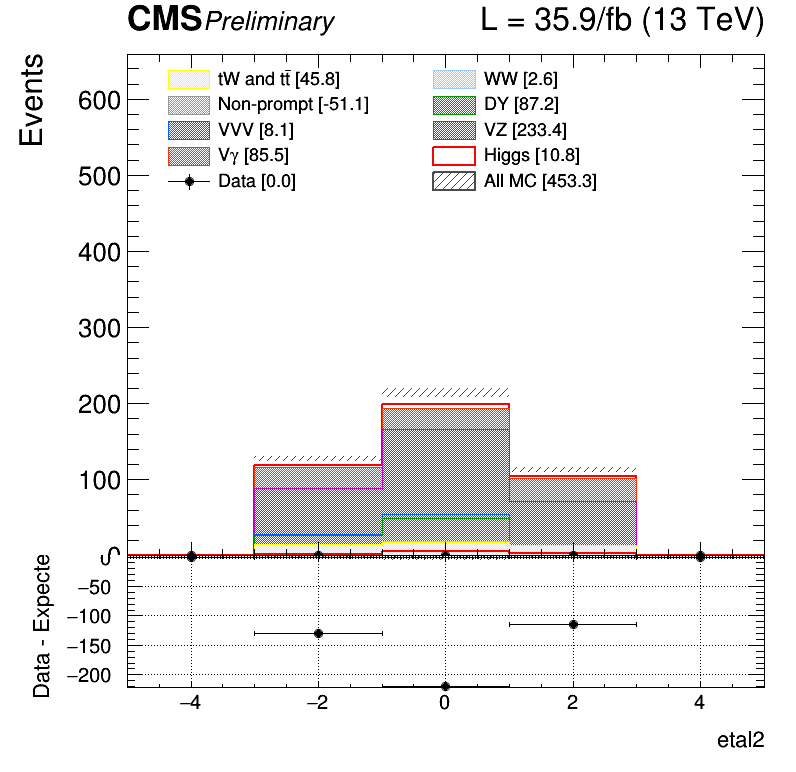 CMS Preliminary L = 35.9/fb (13 TeV)
Events
tW and tt̄ [45.8] WW [2.6]
Non-prompt [-51.1] DY [87.2]
VVV [8.1] VZ [233.4]
Vγ [85.5] Higgs [10.8]
Data [0.0] All MC [453.3]
600
500
400
300
200
100
0
Data - Expecte
−50
−100
−150
−200
−4 −2 0 2 4
etal2